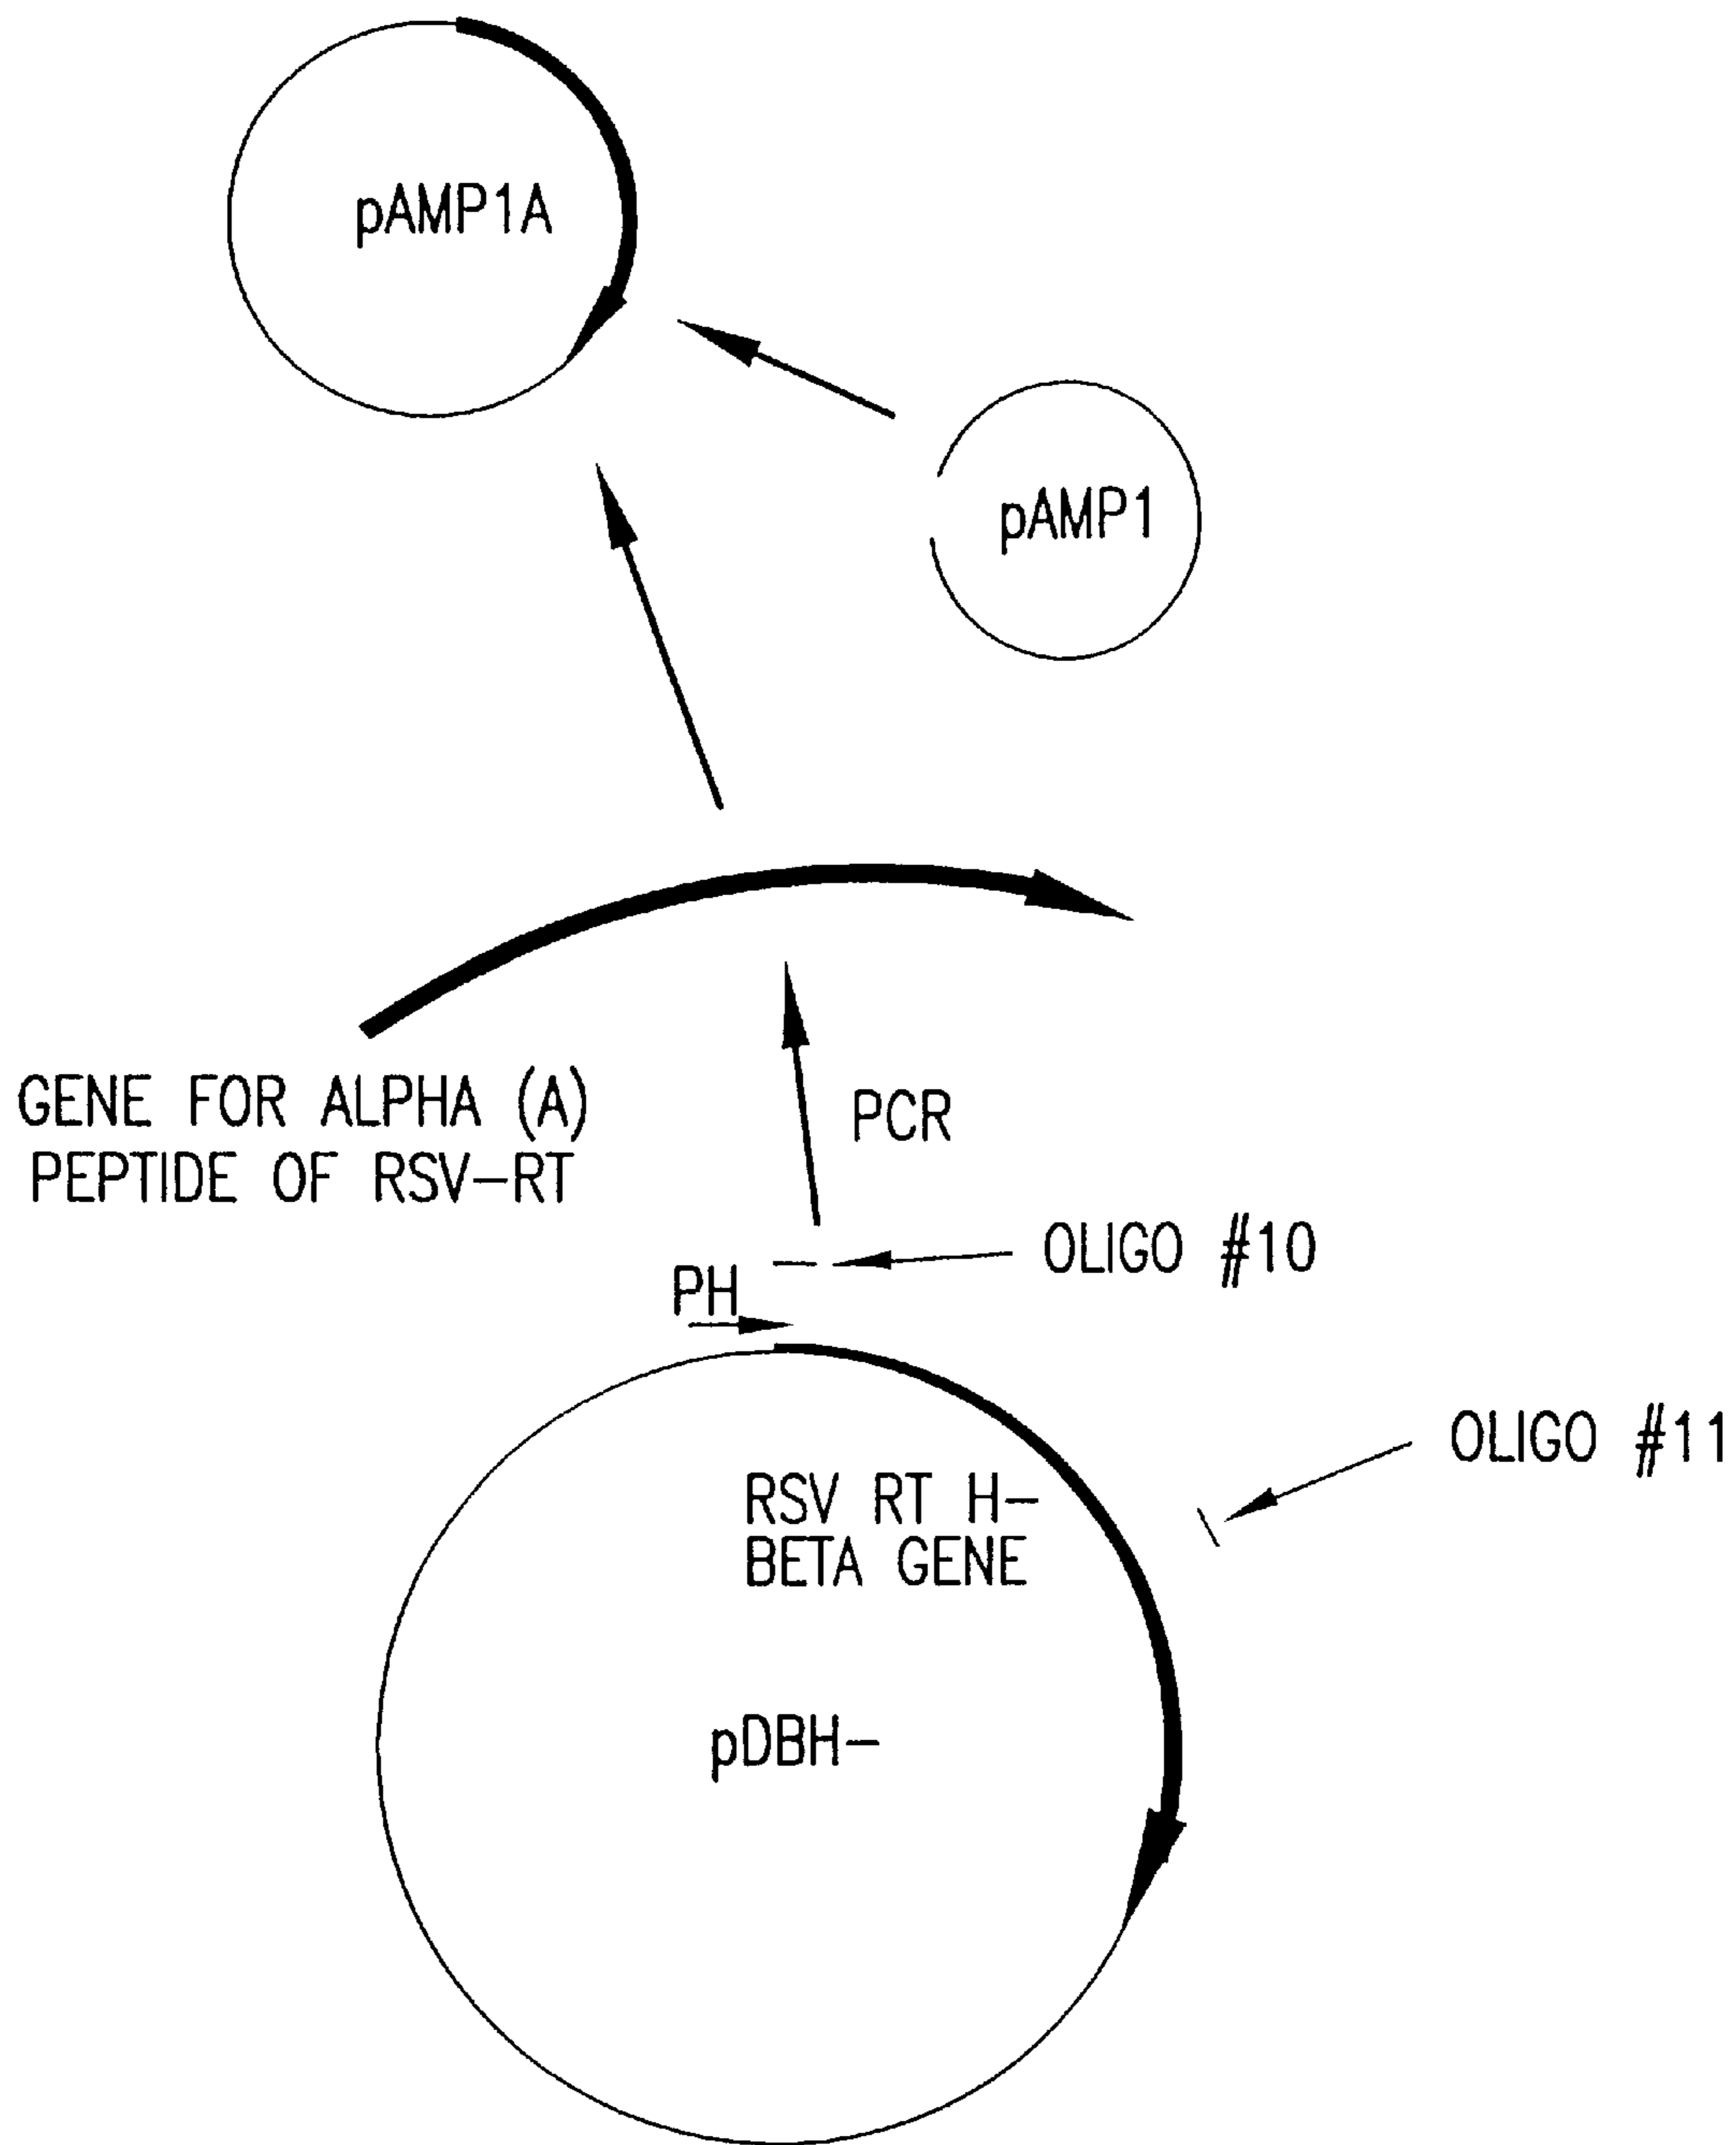 pAMP1A
pAMP1
GENE FOR ALPHA (A)
PEPTIDE OF RSV-RT
PCR
OLIGO #10
PH
OLIGO #11
RSV RT H-
BETA GENE
pDBH-